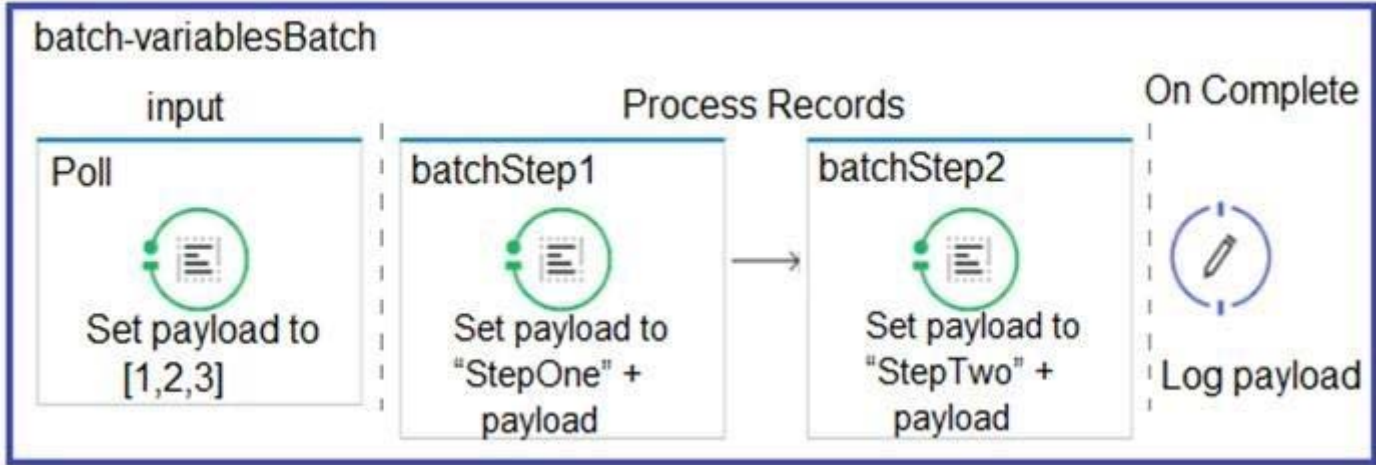 batch-variablesBatch
input
Process Records
On Complete
Poll
Set payload to
[1,2,3]
batchStep1
Set payload to
“StepOne” +
payload
batchStep2
Set payload to
“StepTwo” +
payload
Log payload